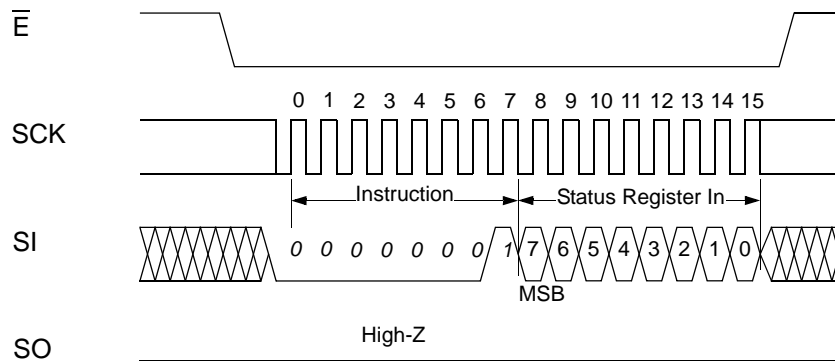 E̅
0 1 2 3 4 5 6 7 8 9 10 11 12 13 14 15
SCK
Instruction Status Register In
SI 0 0 0 0 0 0 0 1 7 6 5 4 3 2 1 0
MSB
High-Z
SO